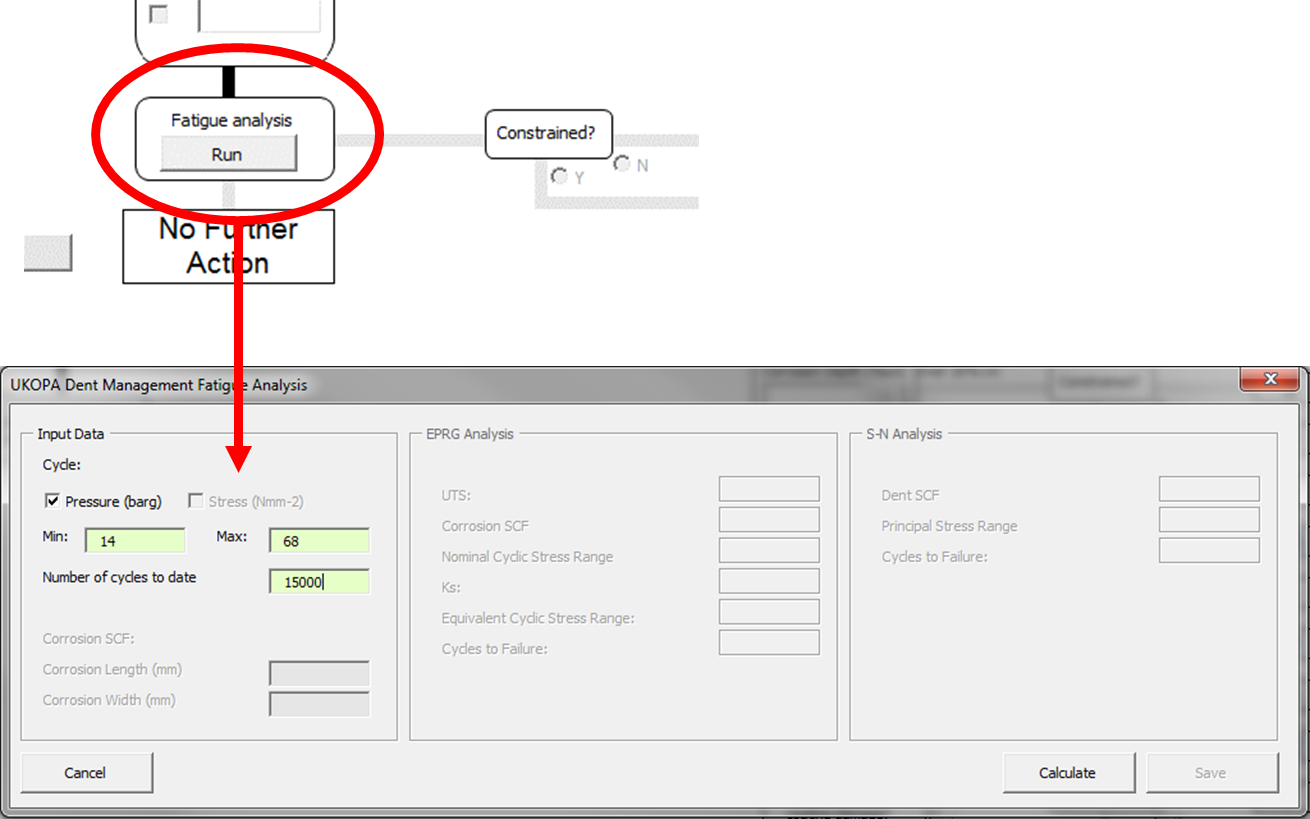 Fatigue analysis
Run
Constrained?
Y
N
No Further
Action
UKOPA Dent Management Fatigue Analysis
Input Data
Cycle:
Pressure (barg) Stress (Nmm-2)
Min: 14 Max: 68
Number of cycles to date 15000
Corrosion SCF:
Corrosion Length (mm)
Corrosion Width (mm)
EPRG Analysis
UTS:
Corrosion SCF
Nominal Cyclic Stress Range
Ks:
Equivalent Cyclic Stress Range:
Cycles to Failure:
S-N Analysis
Dent SCF
Principal Stress Range
Cycles to Failure:
Cancel
Calculate
Save